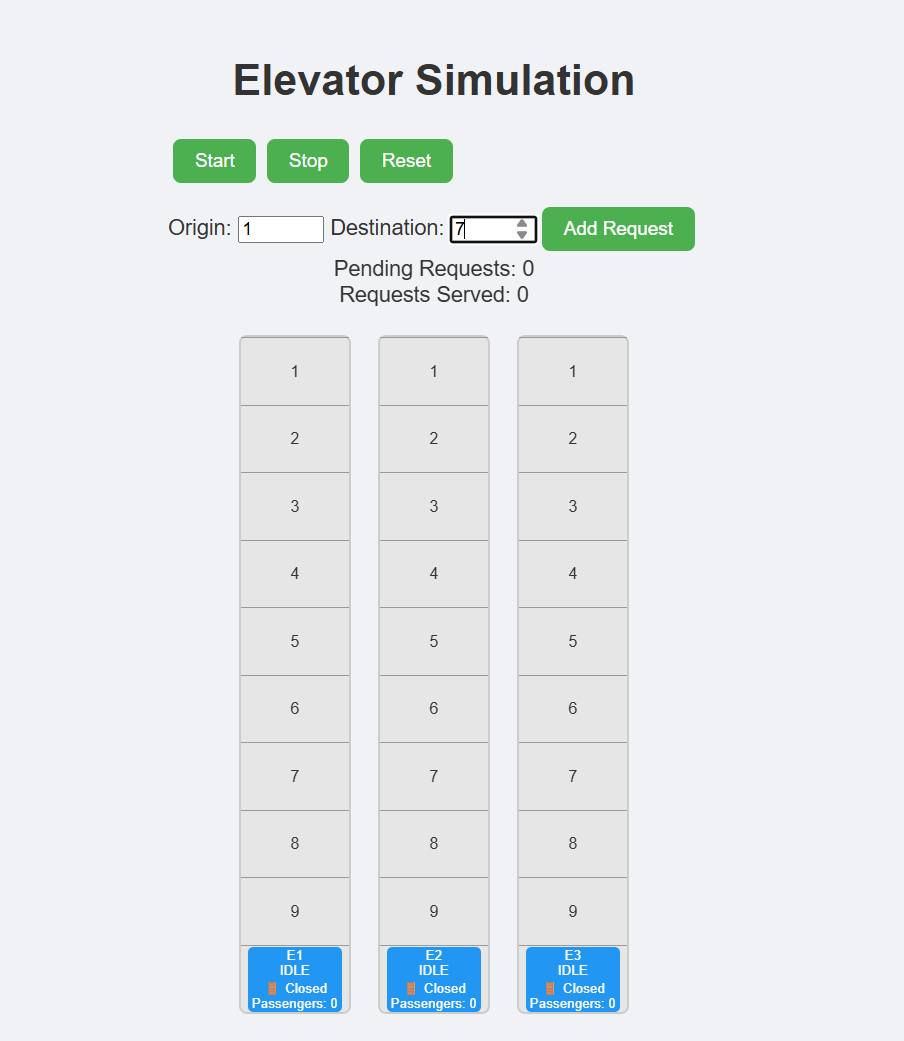 Elevator Simulation
Start Stop Reset
Origin: 1 Destination: 7 Add Request
Pending Requests: 0
Requests Served: 0
1 1 1
2 2 2
3 3 3
4 4 4
5 5 5
6 6 6
7 7 7
8 8 8
9 9 9
E1 E2 E3
IDLE IDLE IDLE
Closed Closed Closed
Passengers: 0 Passengers: 0 Passengers: 0